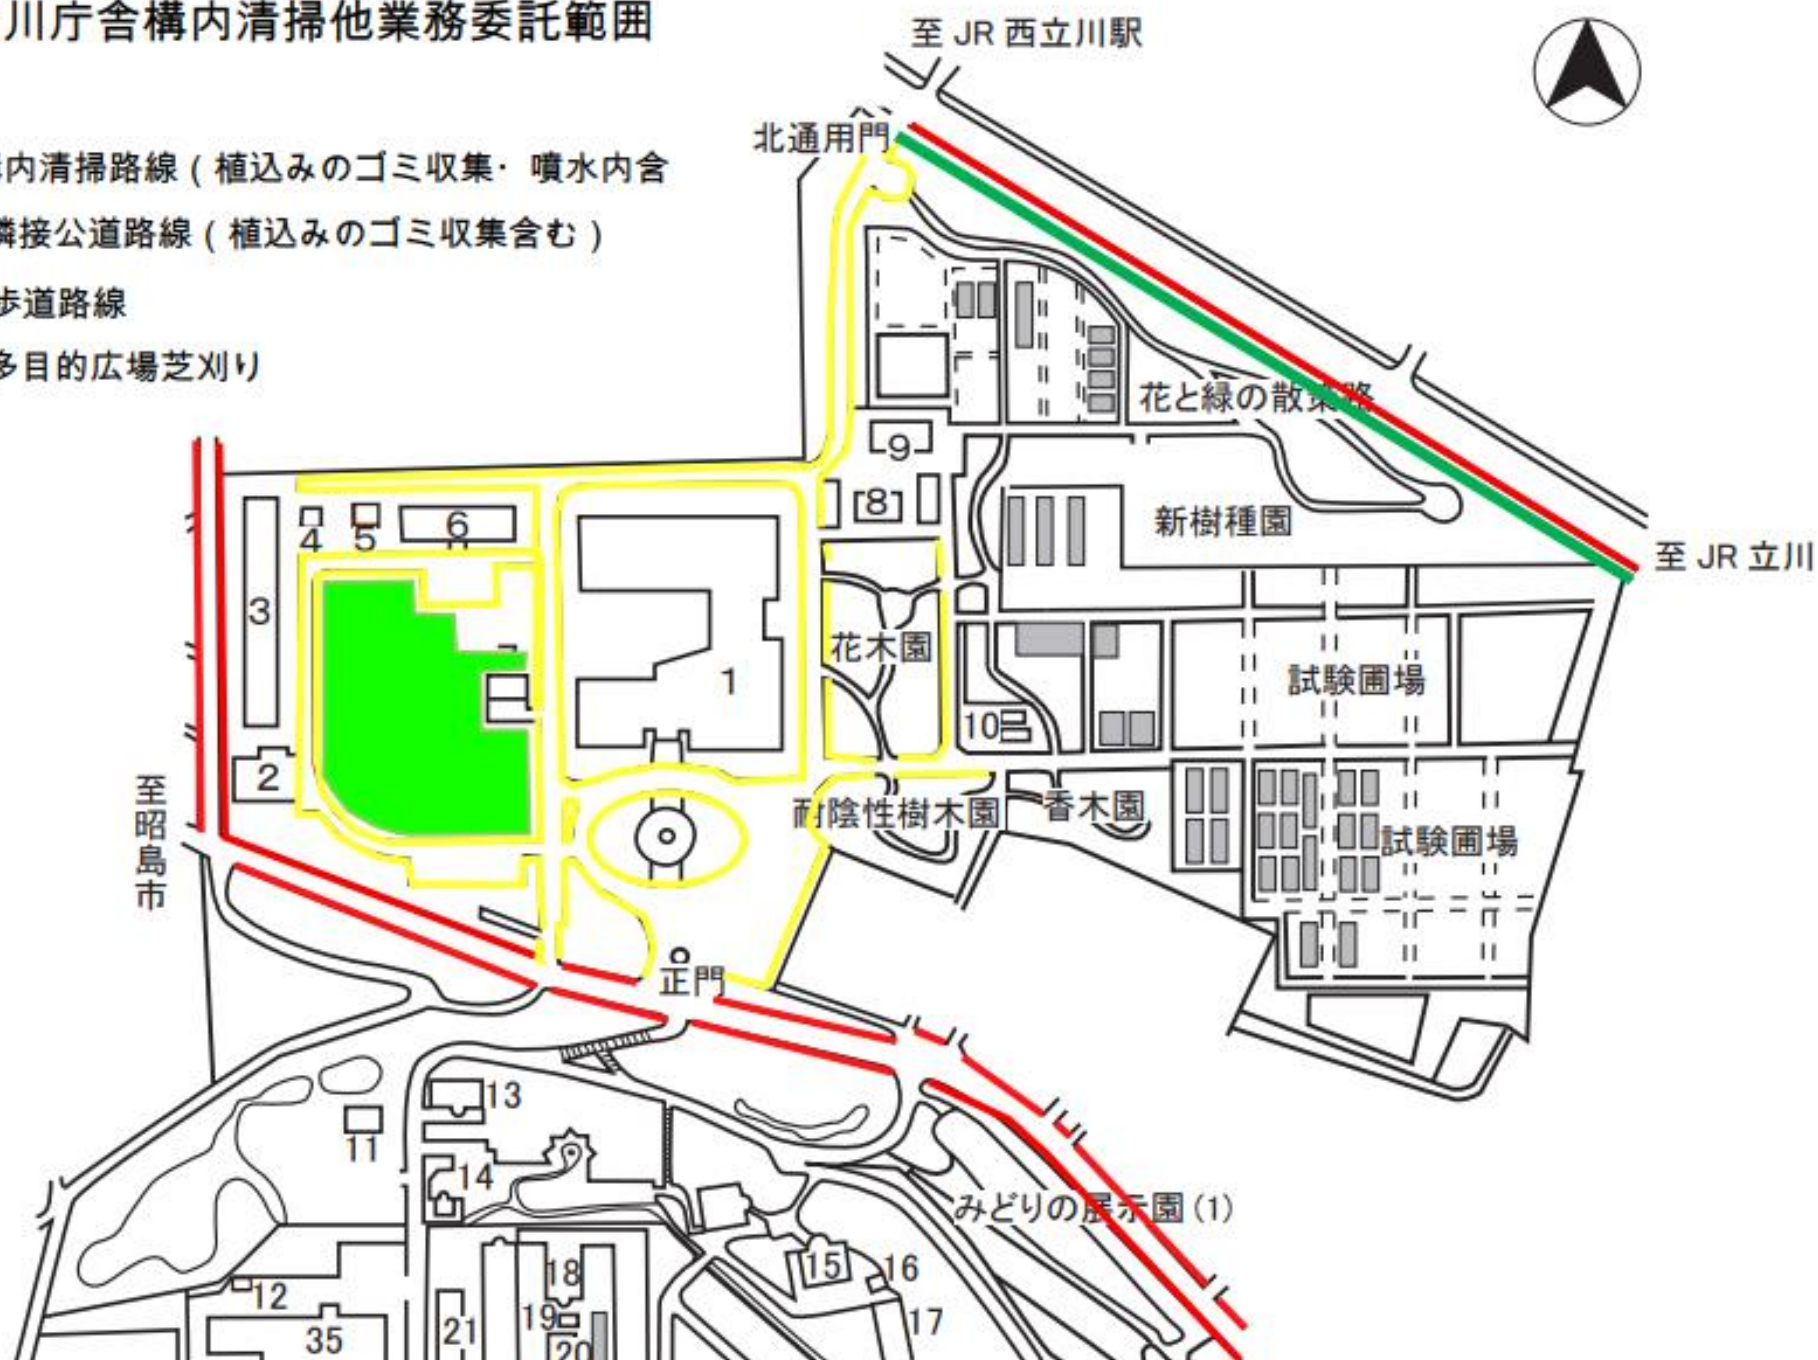 川庁舎構内清掃他業務委託範囲
至 JR 西立川駅
北通用門
内清掃路線 ( 植込みのゴミ収集・ 噴水内含
隣接公道路線 ( 植込みのゴミ収集含む )
歩道路線
多目的広場芝刈り
花と緑の散策路
9
8
新樹種園
至 JR 立川
4
5
6
3
花木園
1
試験圃場
10
2
至昭島市
耐陰性樹木園
香木園
試験圃場
正門
13
11
14
みどりの展示園 (1)
15
16
18
12
19
17
35
21
20